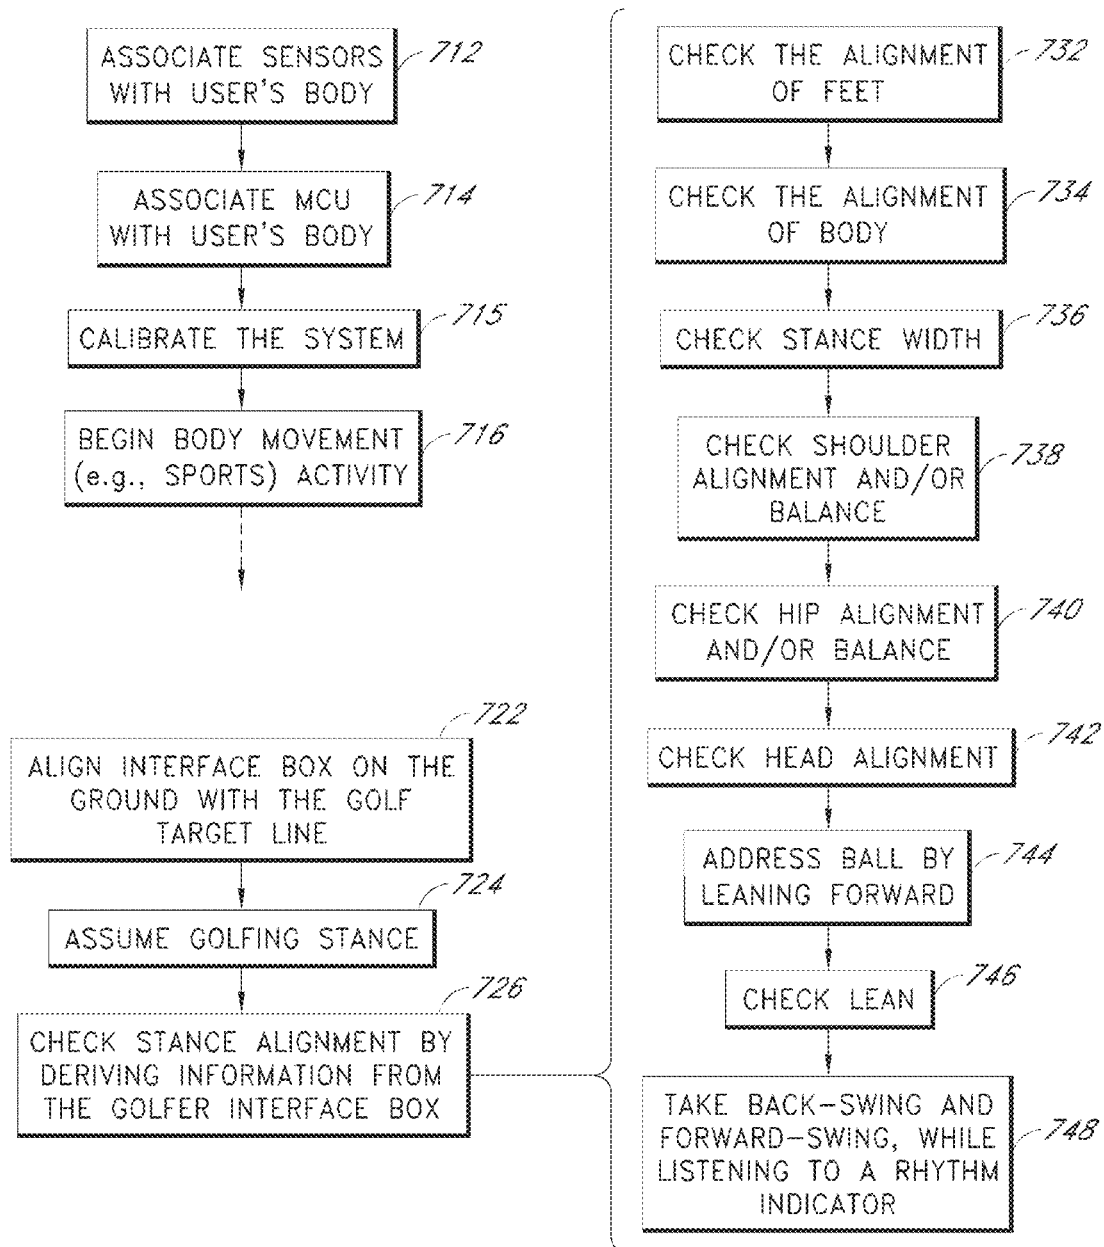 ASSOCIATE SENSORS
WITH USER'S BODY
712
ASSOCIATE MCU
WITH USER'S BODY
714
CALIBRATE THE SYSTEM
715
BEGIN BODY MOVEMENT
(e.g., SPORTS) ACTIVITY
716
722
ALIGN INTERFACE BOX ON THE
GROUND WITH THE GOLF
TARGET LINE
724
ASSUME GOLFING STANCE
726
CHECK STANCE ALIGNMENT BY
DERIVING INFORMATION FROM
THE GOLFER INTERFACE BOX
CHECK THE ALIGNMENT
OF FEET
732
CHECK THE ALIGNMENT
OF BODY
734
CHECK STANCE WIDTH
736
CHECK SHOULDER
ALIGNMENT AND/OR
BALANCE
738
CHECK HIP ALIGNMENT
AND/OR BALANCE
740
CHECK HEAD ALIGNMENT
742
ADDRESS BALL BY
LEANING FORWARD
744
CHECK LEAN
746
TAKE BACK-SWING AND
FORWARD-SWING, WHILE
LISTENING TO A RHYTHM
INDICATOR
748